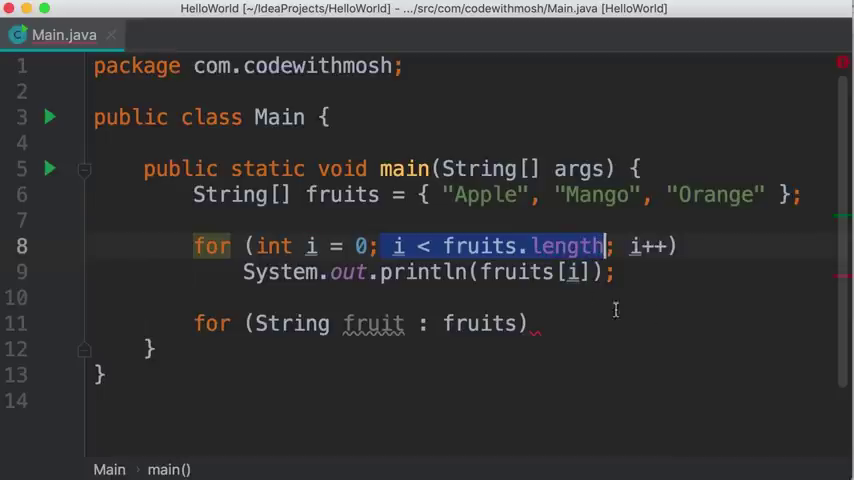 HelloWorld [~/IdeaProjects/HelloWorld] - .../src/com/codewithmosh/Main.java [HelloWorld]
Main.java
1 package com.codewithmosh;
2
3 public class Main {
4
5 public static void main(String[] args) {
6 String[] fruits = { "Apple", "Mango", "Orange" };
7
8 for (int i = 0; i < fruits.length; i++)
9 System.out.println(fruits[i]);
10
11 for (String fruit : fruits)
12 }
13 }
14
Main > main()